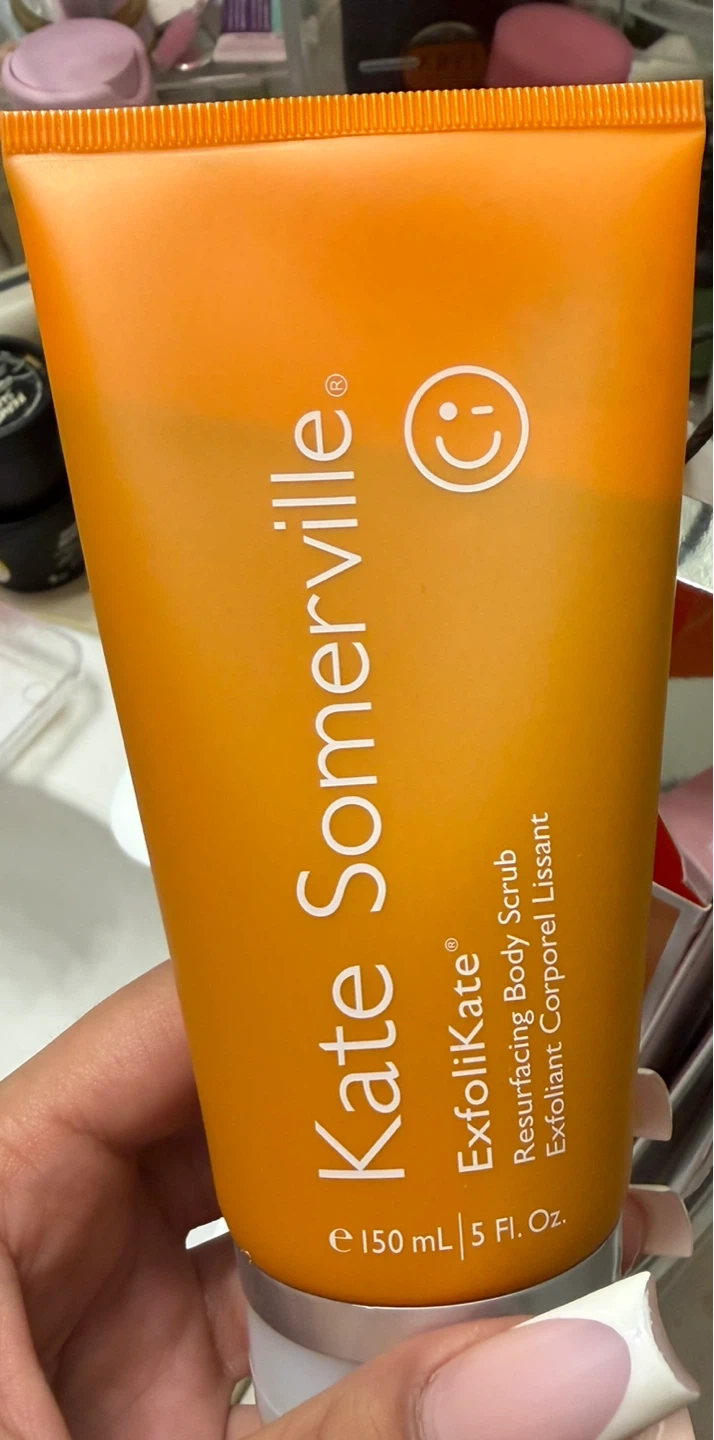 Kate Somerville®
ExfoliKate®
Resurfacing Body Scrub
Exfoliant Corporel Lissant
℮ 150 mL | 5 Fl. Oz.